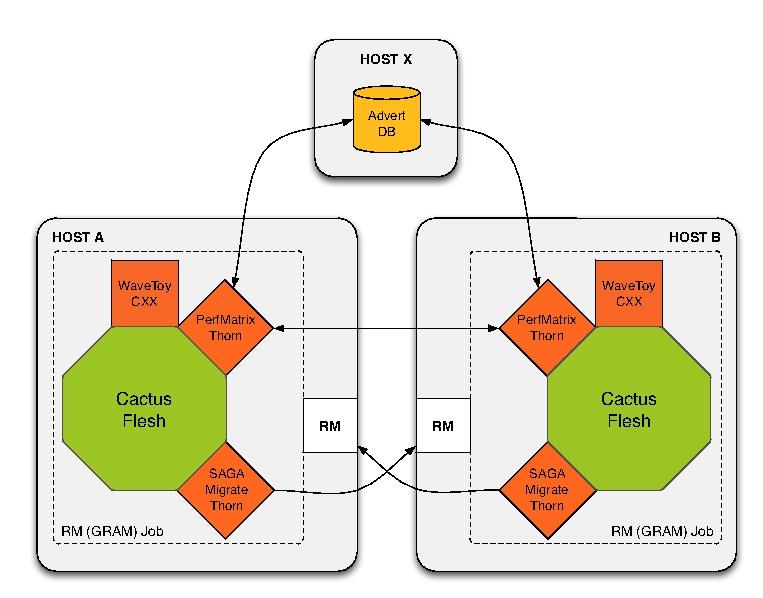 HOST X
Advert
DB
HOST A
WaveToy
CXX
PerfMatrix
Thorn
Cactus
Flesh
RM
SAGA
Migrate
Thorn
RM (GRAM) Job
HOST B
WaveToy
CXX
PerfMatrix
Thorn
Cactus
Flesh
RM
SAGA
Migrate
Thorn
RM (GRAM) Job